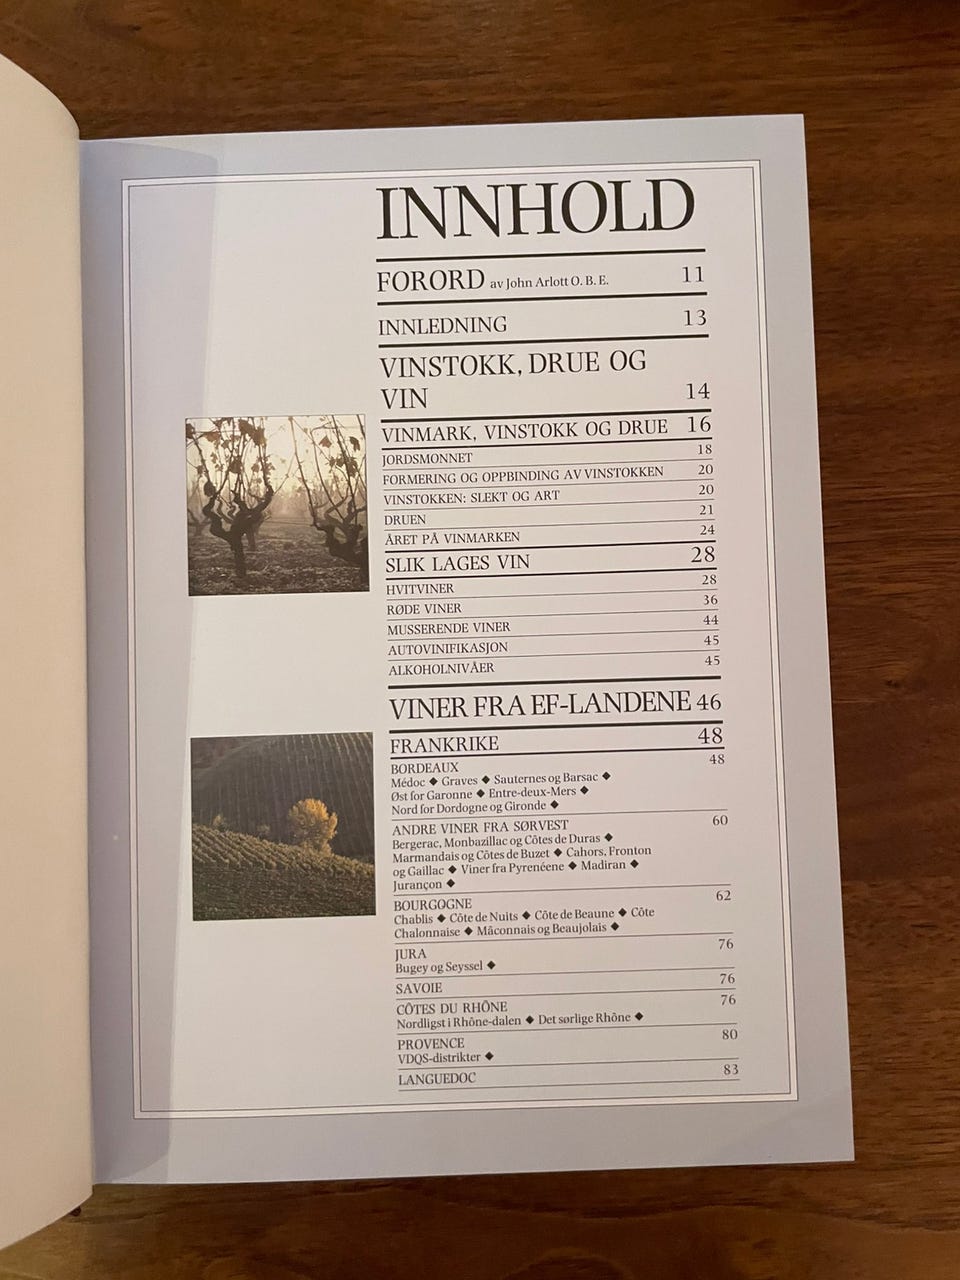 INNHOLD
FORORD av John Arlott O. B. E. 11
INNLEDNING 13
VINSTOKK, DRUE OG
VIN 14
VINMARK, VINSTOKK OG DRUE 16
JORDSMONNET 18
FORMERING OG OPPBINDING AV VINSTOKKEN 20
VINSTOKKEN: SLEKT OG ART 20
DRUEN 21
ÅRET PÅ VINMARKEN 24
SLIK LAGES VIN 28
HVITVINER 28
RØDE VINER 36
MUSSERENDE VINER 44
AUTOVINIFIKASJON 45
ALKOHOLNIVÅER 45
VINER FRA EF-LANDENE 46
FRANKRIKE 48
BORDEAUX 48
Médoc ◆ Graves ◆ Sauternes og Barsac ◆
Øst for Garonne ◆ Entre-deux-Mers ◆
Nord for Dordogne og Gironde ◆
ANDRE VINER FRA SØRVEST 60
Bergerac, Monbazillac og Côtes de Duras ◆
Marmandais og Côtes de Buzet ◆ Cahors, Fronton
og Gaillac ◆ Viner fra Pyrenéene ◆ Madiran ◆
Jurançon ◆
BOURGOGNE 62
Chablis ◆ Côte de Nuits ◆ Côte de Beaune ◆ Côte
Chalonnaise ◆ Mâconnais og Beaujolais ◆
JURA 76
Bugey og Seyssel ◆
SAVOIE 76
CÔTES DU RHÔNE 76
Nordligst i Rhône-dalen ◆ Det sørlige Rhône ◆
PROVENCE 80
VDQS-distrikter ◆
LANGUEDOC 83